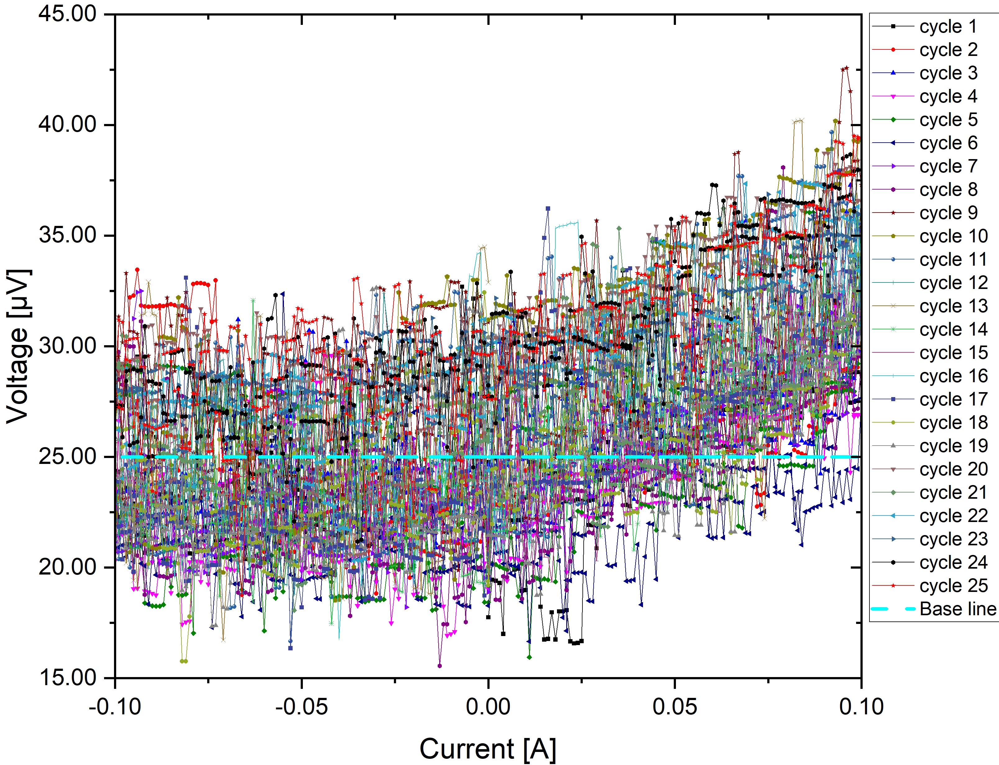 45.00
40.00
35.00
30.00
25.00
20.00
15.00
-0.10
-0.05
0.00
0.05
0.10
Voltage [µV]
Current [A]
cycle 1
cycle 2
cycle 3
cycle 4
cycle 5
cycle 6
cycle 7
cycle 8
cycle 9
cycle 10
cycle 11
cycle 12
cycle 13
cycle 14
cycle 15
cycle 16
cycle 17
cycle 18
cycle 19
cycle 20
cycle 21
cycle 22
cycle 23
cycle 24
cycle 25
Base line